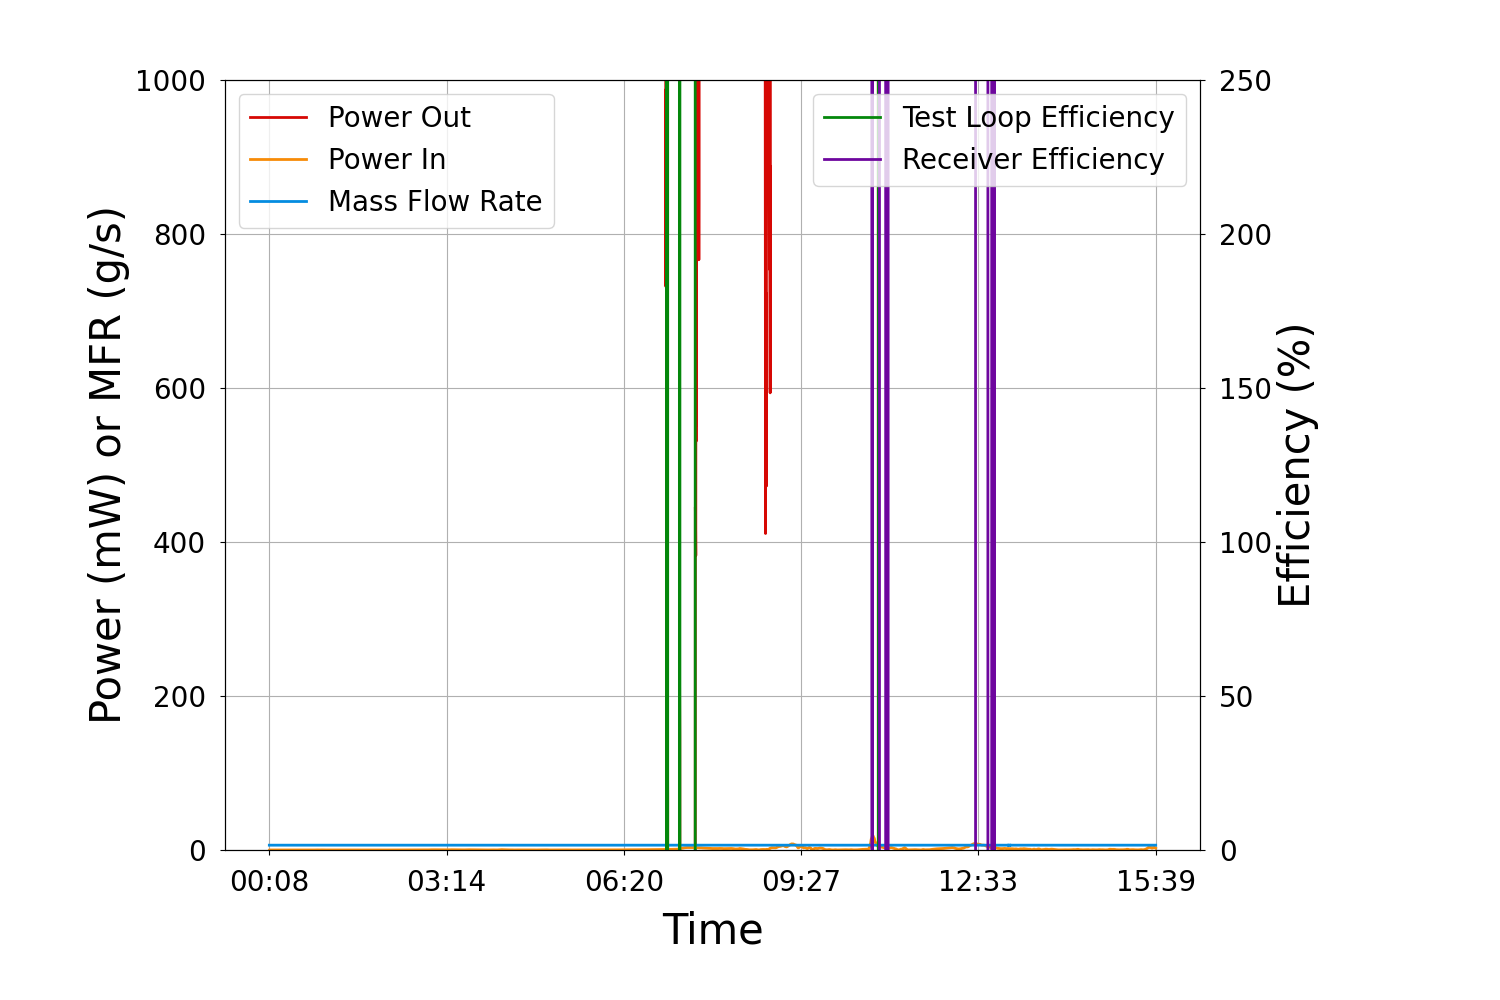 Power (mW) or MFR (g/s)
1000
800
600
400
200
0
Power Out
Power In
Mass Flow Rate
Test Loop Efficiency
Receiver Efficiency
250
200
150
100
50
0
Efficiency (%)
00:08 03:14 06:20 09:27 12:33 15:39
Time